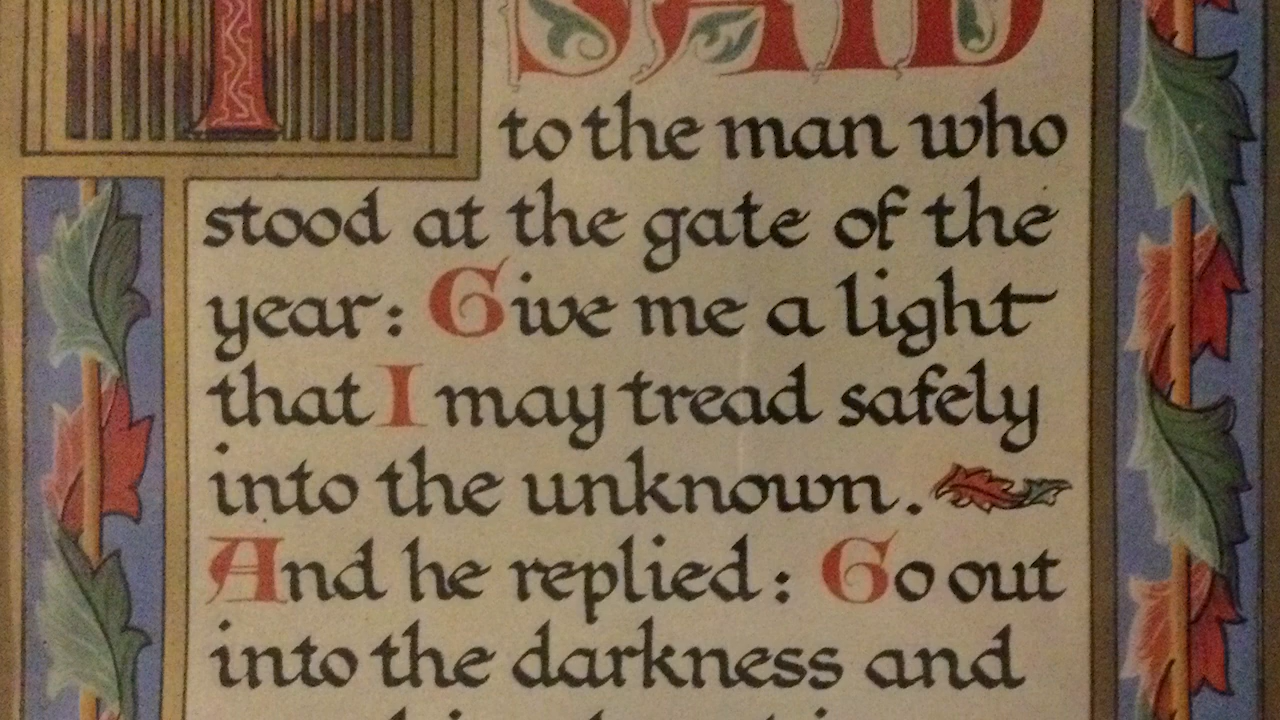 I SAID
to the man who
stood at the gate of the
year: Give me a light
that I may tread safely
into the unknown.
And he replied: Go out
into the darkness and